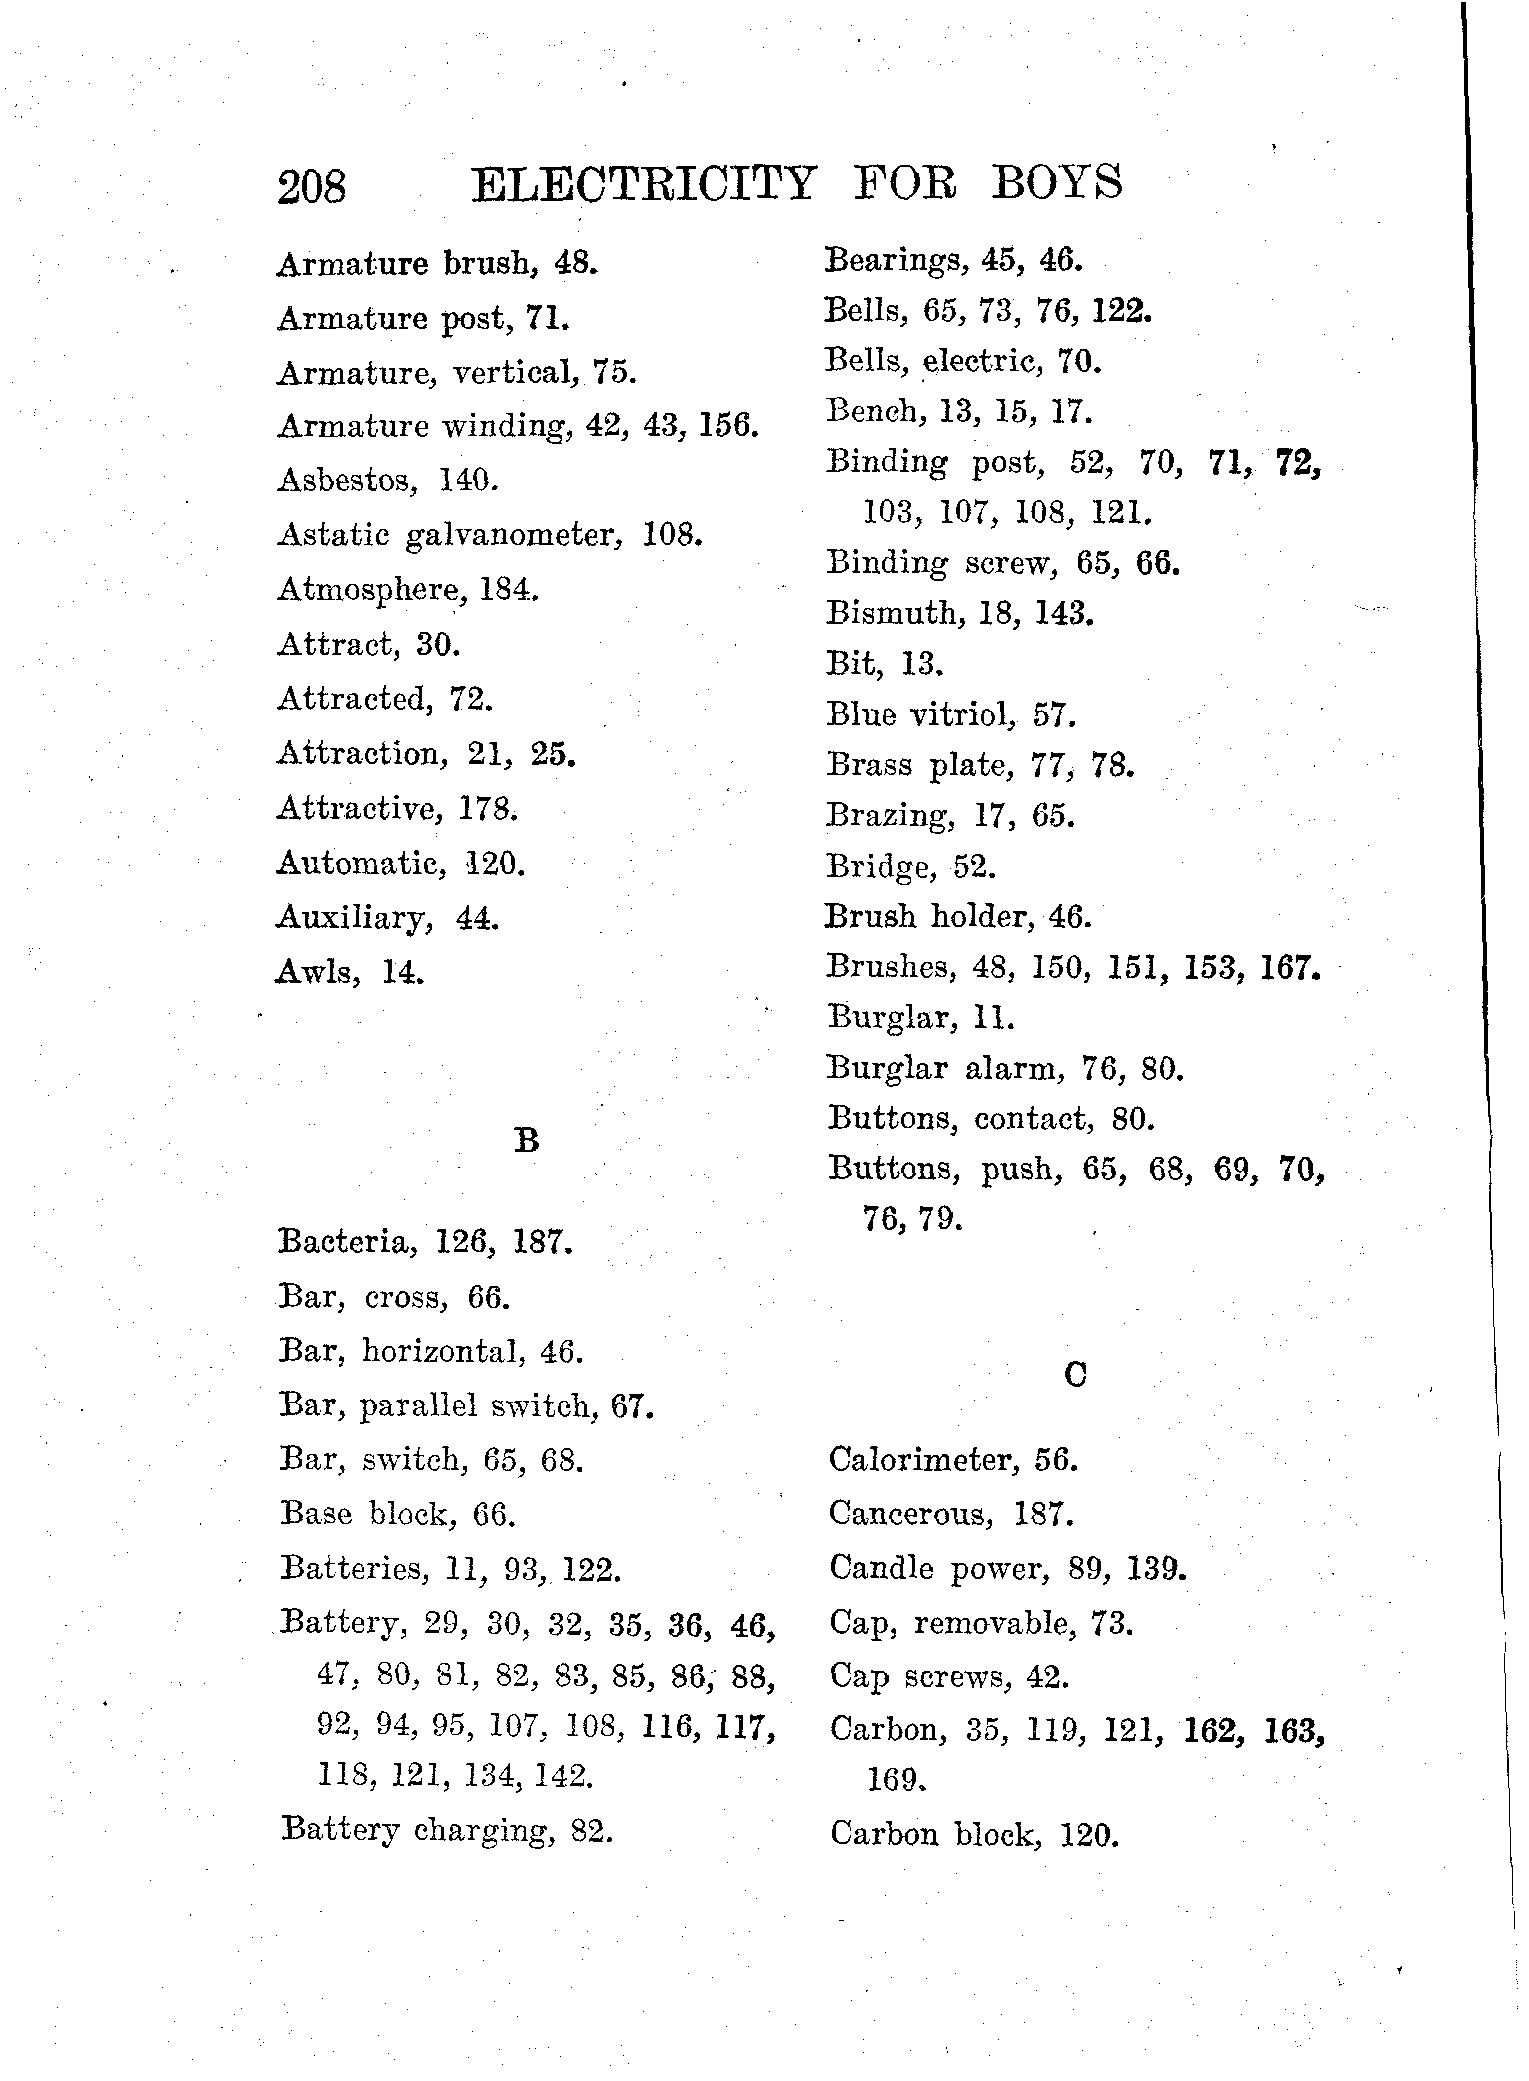 208 ELECTRICITY FOR BOYS
Armature brush, 48.
Armature post, 71.
Armature, vertical, 75.
Armature winding, 42, 43, 156.
Asbestos, 140.
Astatic galvanometer, 108.
Atmosphere, 184.
Attract, 30.
Attracted, 72.
Attraction, 21, 25.
Attractive, 178.
Automatic, 120.
Auxiliary, 44.
Awls, 14.
B
Bacteria, 126, 187.
Bar, cross, 66.
Bar, horizontal, 46.
Bar, parallel switch, 67.
Bar, switch, 65, 68.
Base block, 66.
Batteries, 11, 93, 122.
Battery, 29, 30, 32, 35, 36, 46,
47, 80, 81, 82, 83, 85, 86, 88,
92, 94, 95, 107, 108, 116, 117,
118, 121, 134, 142.
Battery charging, 82.
Bearings, 45, 46.
Bells, 65, 73, 76, 122.
Bells, electric, 70.
Bench, 13, 15, 17.
Binding post, 52, 70, 71, 72,
103, 107, 108, 121.
Binding screw, 65, 66.
Bismuth, 18, 143.
Bit, 13.
Blue vitriol, 57.
Brass plate, 77, 78.
Brazing, 17, 65.
Bridge, 52.
Brush holder, 46.
Brushes, 48, 150, 151, 153, 167.
Burglar, 11.
Burglar alarm, 76, 80.
Buttons, contact, 80.
Buttons, push, 65, 68, 69, 70,
76, 79.
C
Calorimeter, 56.
Cancerous, 187.
Candle power, 89, 139.
Cap, removable, 73.
Cap screws, 42.
Carbon, 35, 119, 121, 162, 163,
169.
Carbon block, 120.